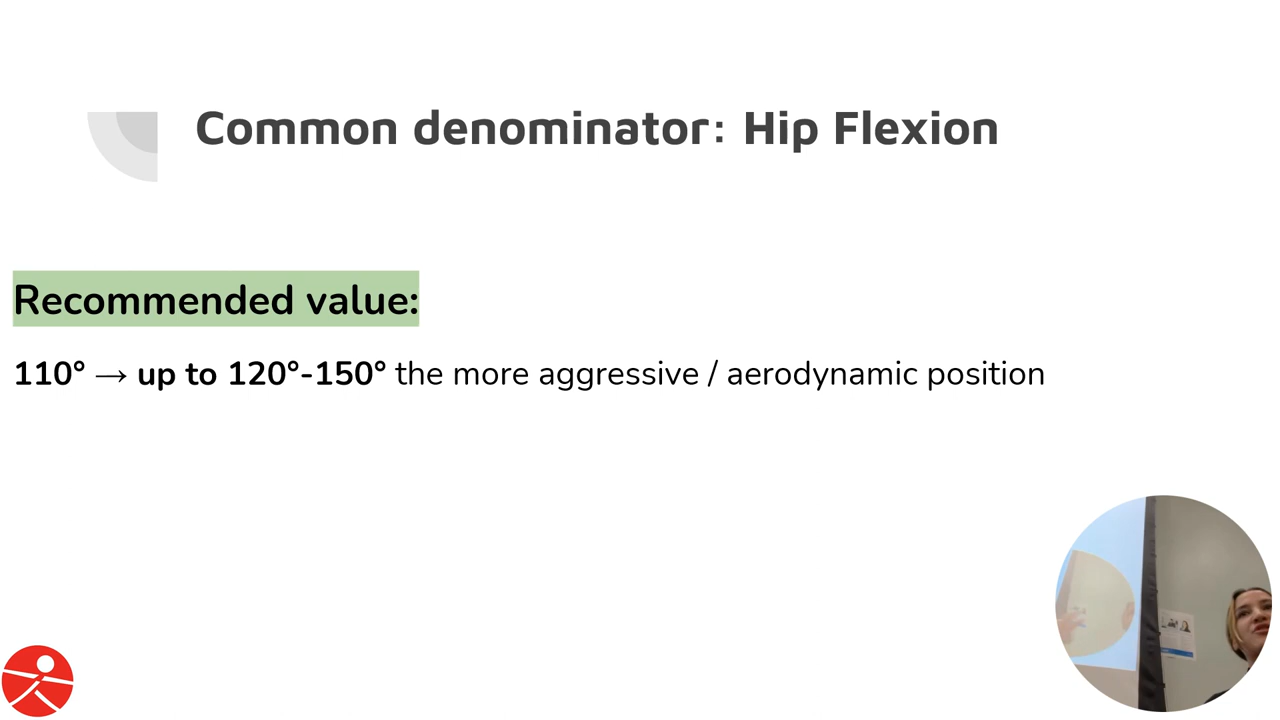 Common denominator: Hip Flexion
Recommended value:
110° → up to 120°-150° the more aggressive / aerodynamic position